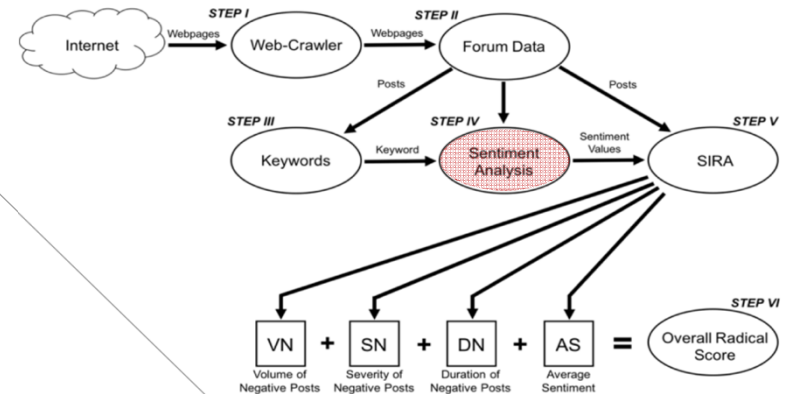 STEP I
STEP II
Internet
Webpages
Web-Crawler
Webpages
Forum Data
Posts
Posts
STEP III
STEP IV
STEP V
Keywords
Keyword
Sentiment
Analysis
Sentiment
Values
SIRA
STEP VI
VN + SN + DN + AS = Overall Radical
Score
Volume of
Negative Posts
Severity of
Negative Posts
Duration of
Negative Posts
Average
Sentiment